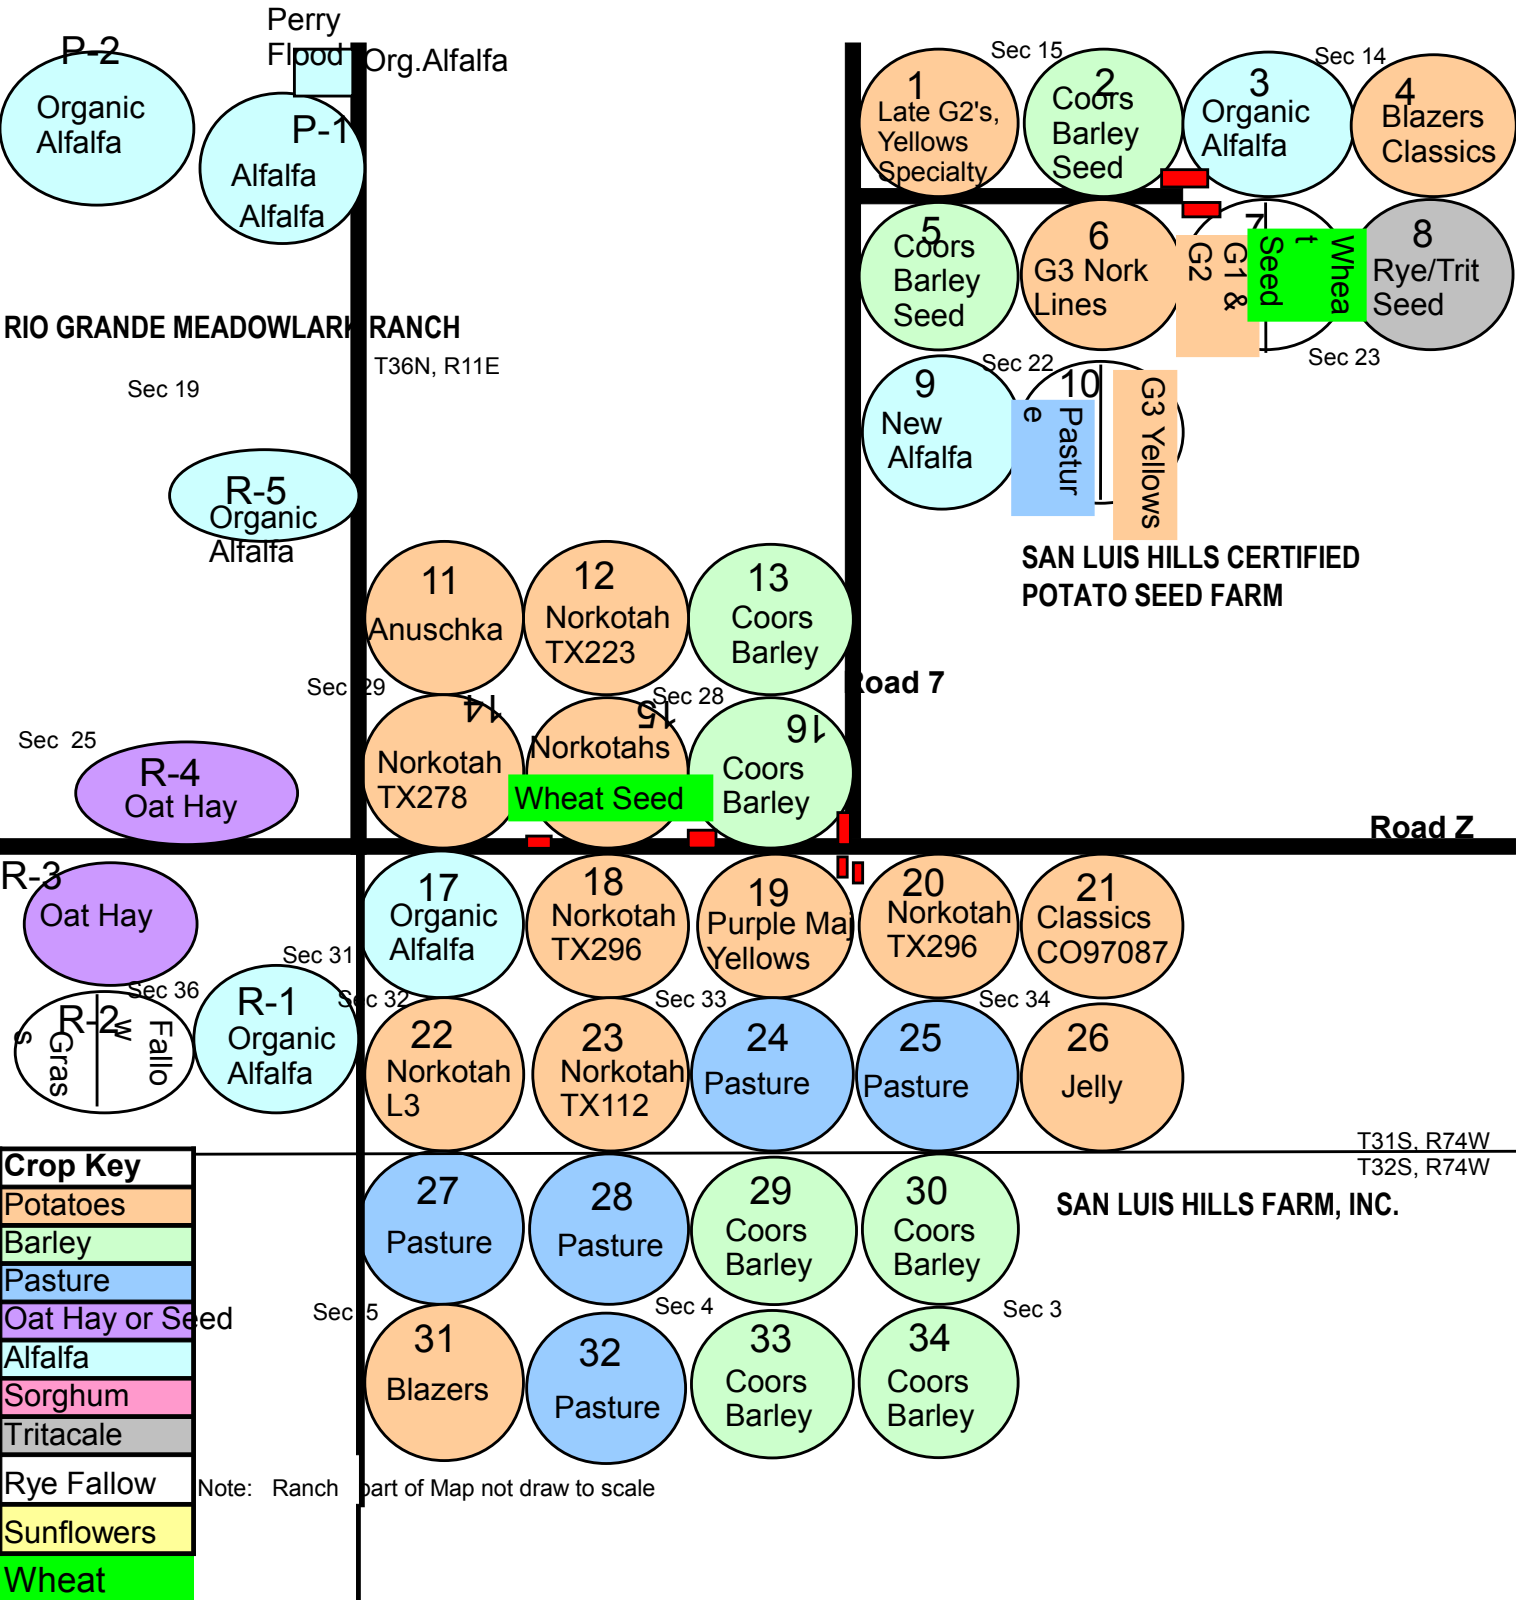 P-2
Organic
Alfalfa
Perry
Flood
Org.Alfalfa
P-1
Alfalfa
Alfalfa
RIO GRANDE MEADOWLARK RANCH
T36N, R11E
Sec 19
R-5
Organic
Alfalfa
Sec 15
Sec 14
1
Late G2's,
Yellows
Specialty
2
Coors
Barley
Seed
3
Organic
Alfalfa
4
Blazers
Classics
5
Coors
Barley
Seed
6
G3 Nork
Lines
7
G1 &
G2
Whea
t
Seed
8
Rye/Trit
Seed
Sec 22
Sec 23
9
New
Alfalfa
10
Pastur
e
G3 Yellows
SAN LUIS HILLS CERTIFIED
POTATO SEED FARM
11
Anuschka
12
Norkotah
TX223
13
Coors
Barley
Road 7
Sec 29
Sec 28
14
Norkotah
TX278
15
Norkotahs
Wheat Seed
16
Coors
Barley
Sec 25
R-4
Oat Hay
Road Z
R-3
Oat Hay
17
Organic
Alfalfa
18
Norkotah
TX296
19
Purple Maj
Yellows
20
Norkotah
TX296
21
Classics
CO97087
Sec 31
Sec 36
Sec 32
Sec 33
Sec 34
R-2
Gras
s
Fallo
w
R-1
Organic
Alfalfa
22
Norkotah
L3
23
Norkotah
TX112
24
Pasture
25
Pasture
26
Jelly
T31S, R74W
T32S, R74W
SAN LUIS HILLS FARM, INC.
27
Pasture
28
Pasture
29
Coors
Barley
30
Coors
Barley
Sec 5
Sec 4
Sec 3
31
Blazers
32
Pasture
33
Coors
Barley
34
Coors
Barley
Crop Key
Potatoes
Barley
Pasture
Oat Hay or Seed
Alfalfa
Sorghum
Tritacale
Rye Fallow
Sunflowers
Wheat
Note: Ranch part of Map not draw to scale